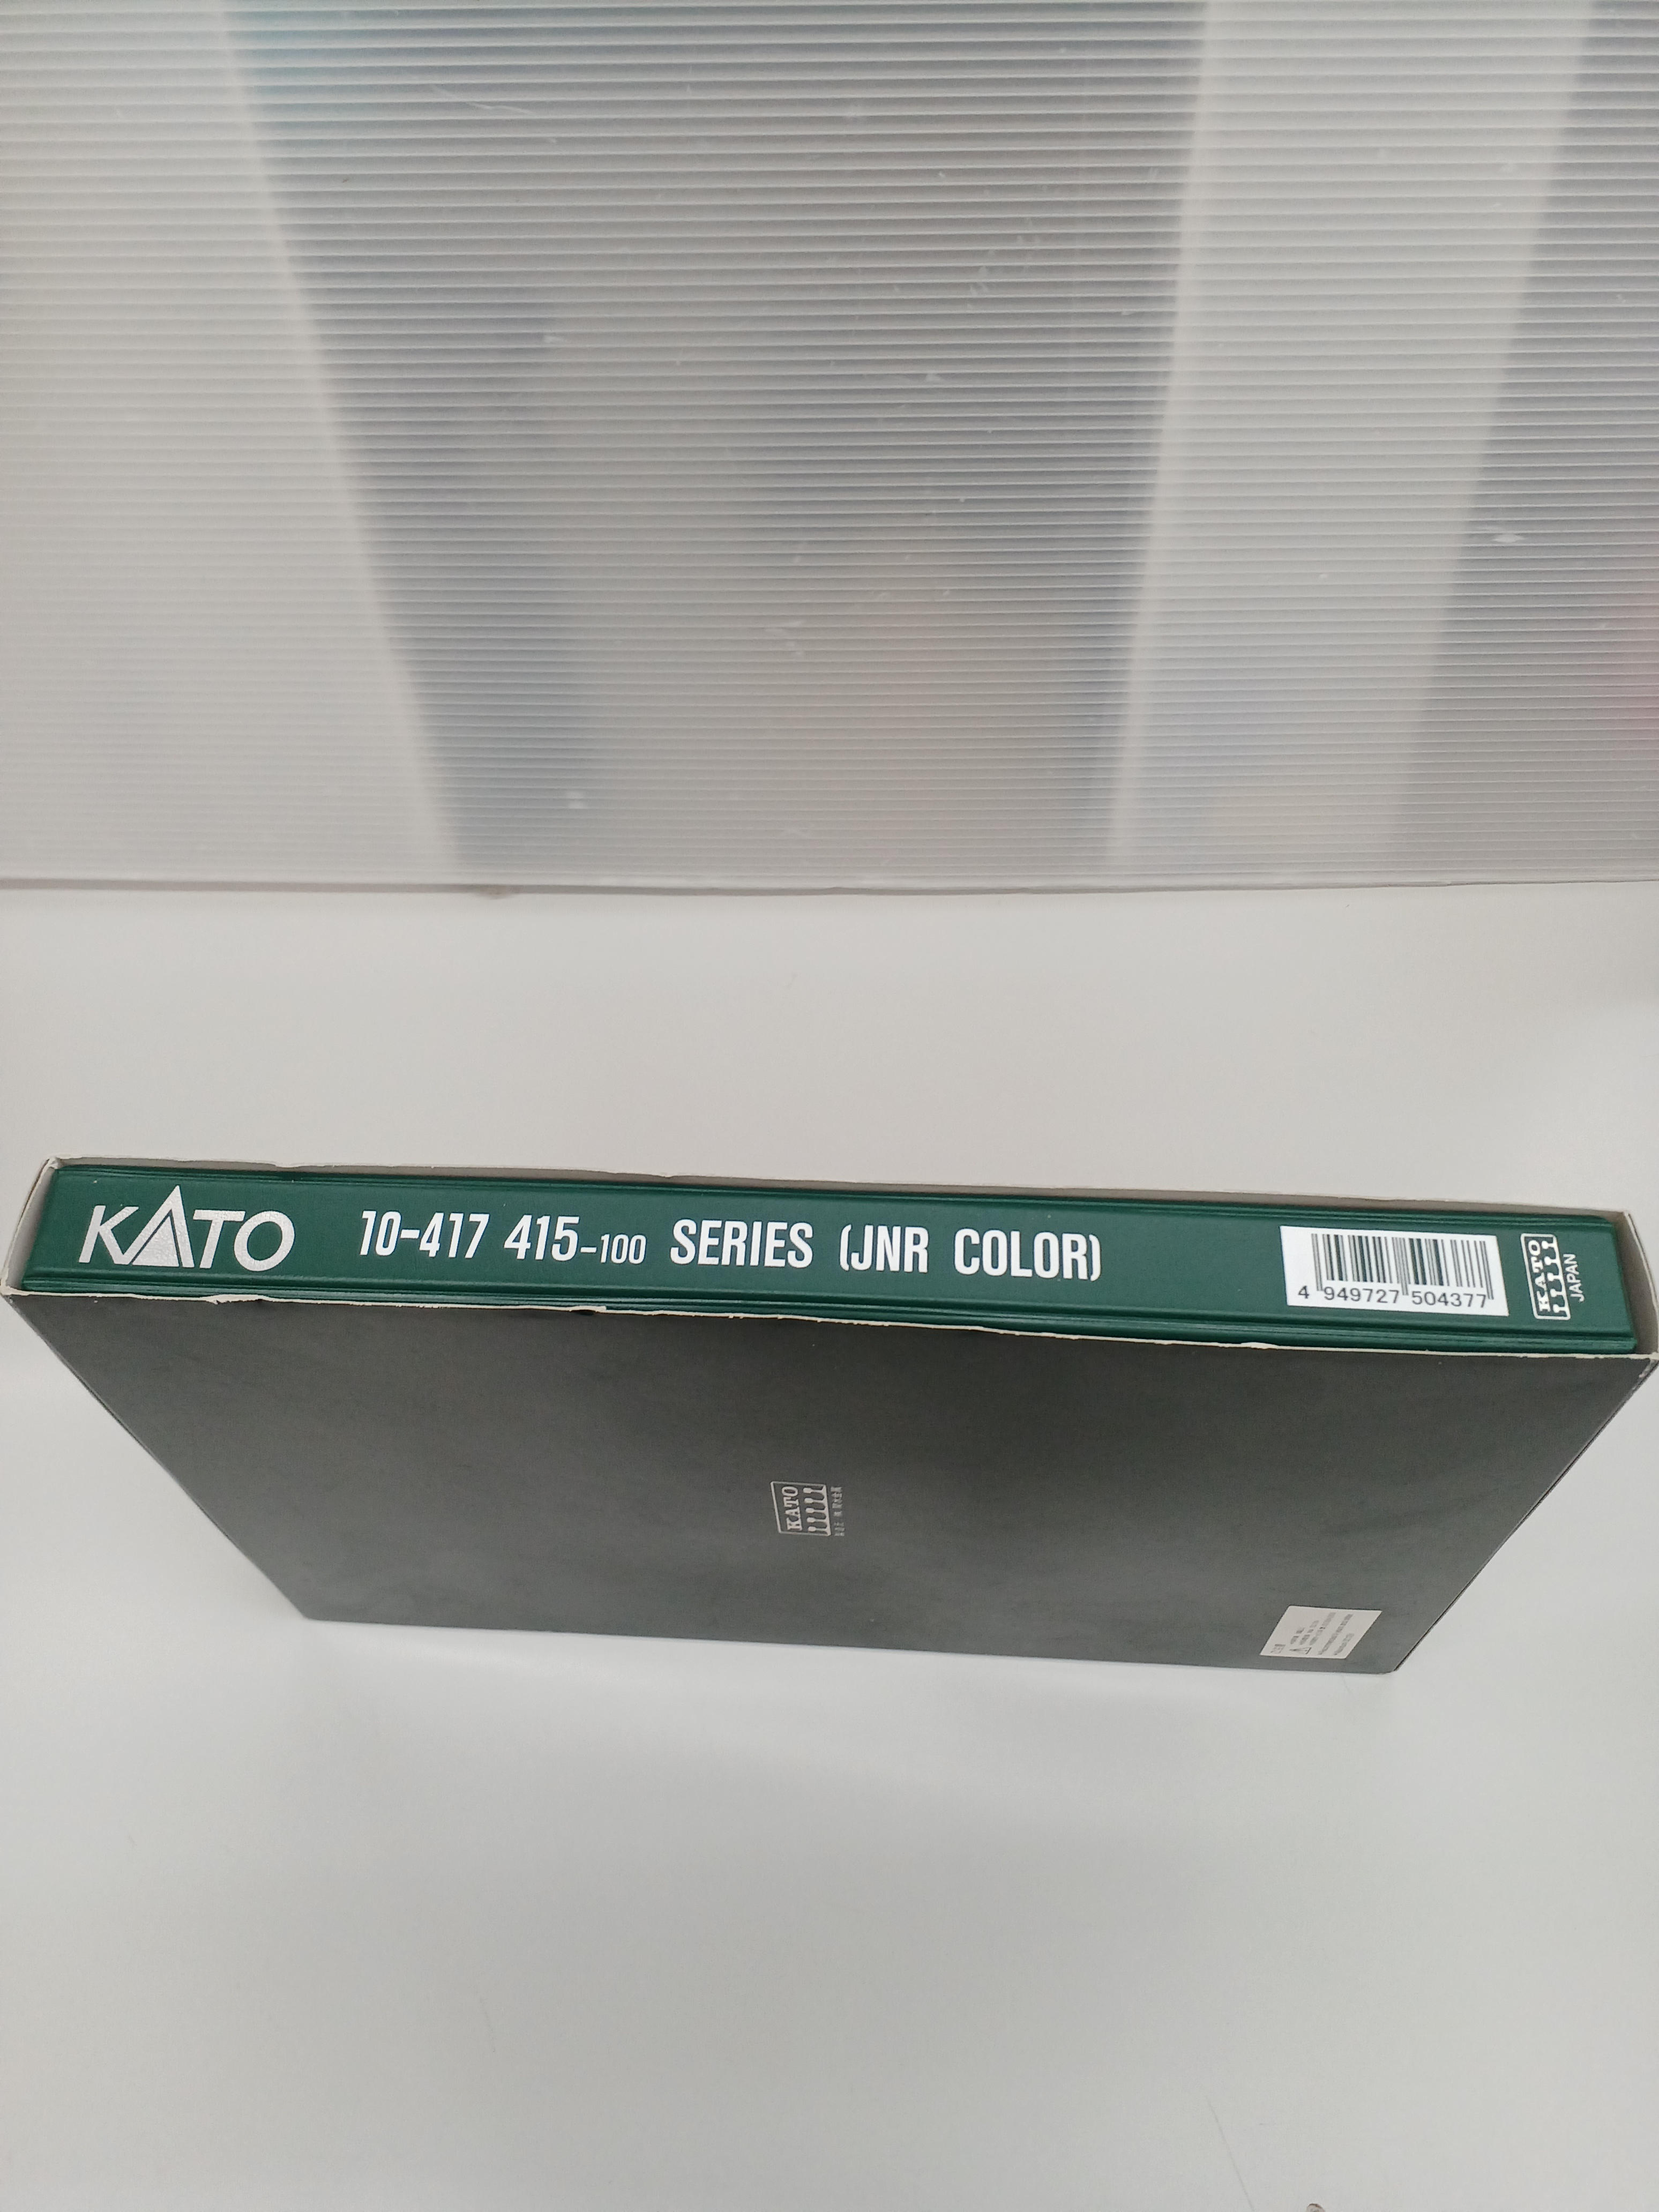 KATO 10-417 415-100 SERIES (JNR COLOR)
4 949727 504377
KATO
JAPAN
KATO